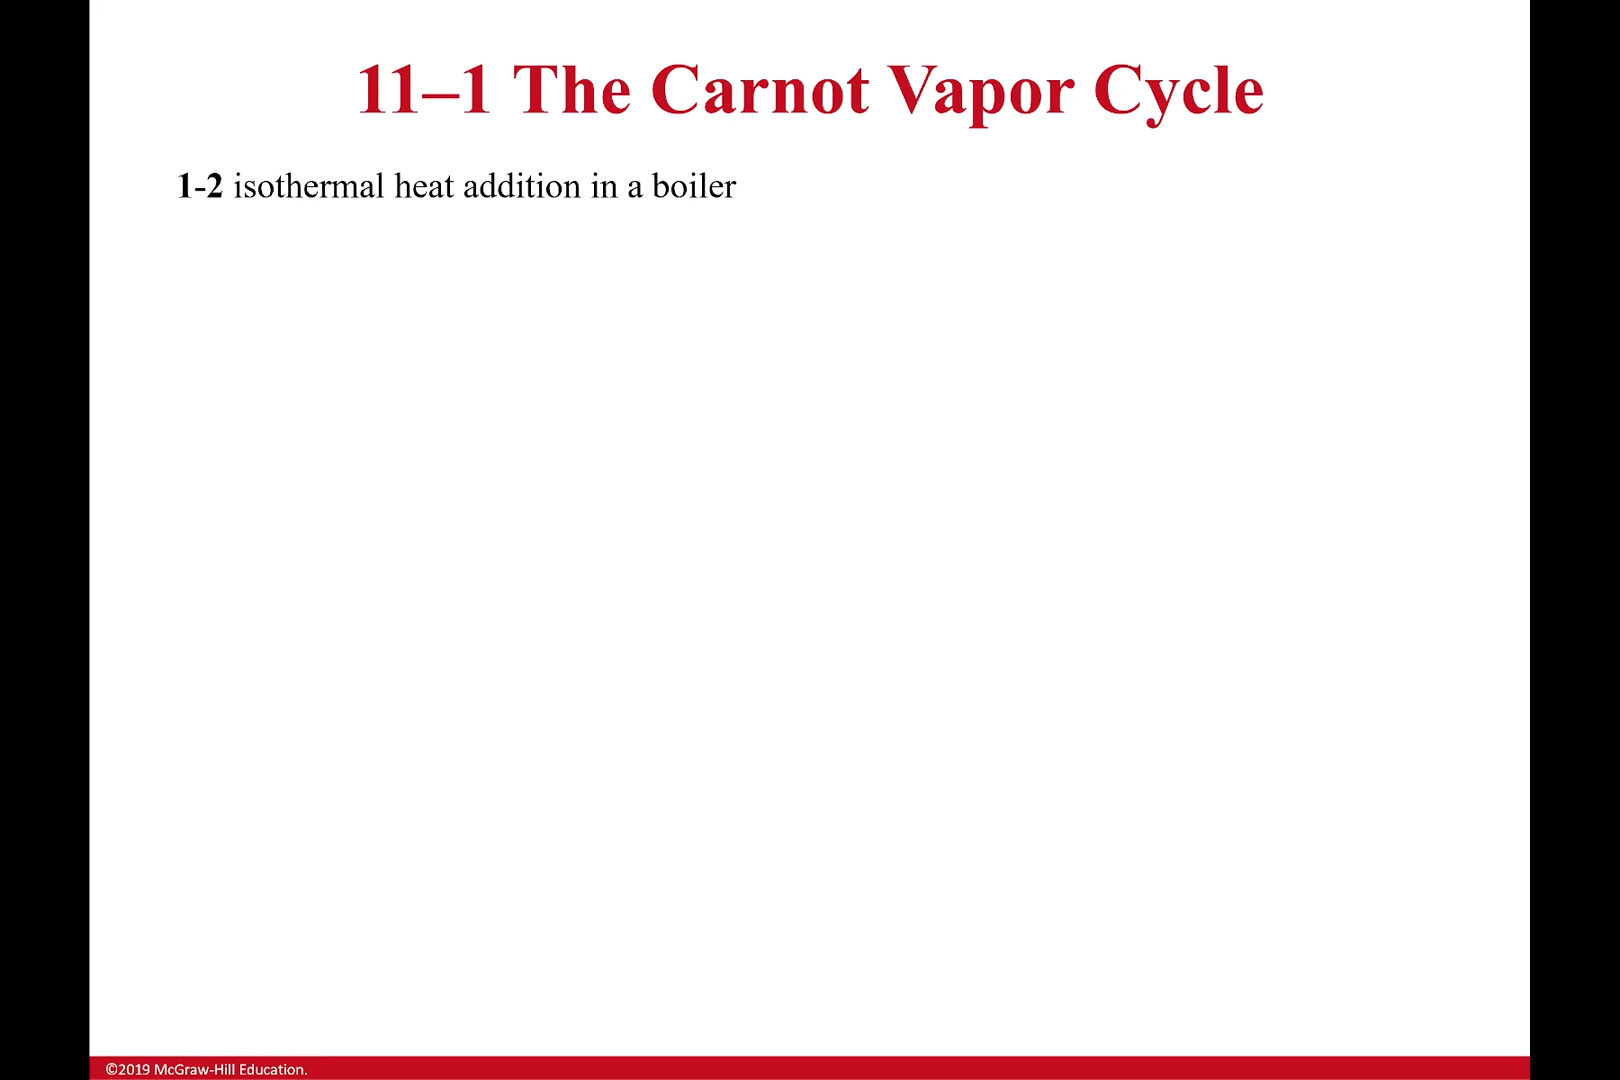 11–1 The Carnot Vapor Cycle
1-2 isothermal heat addition in a boiler
©2019 McGraw-Hill Education.